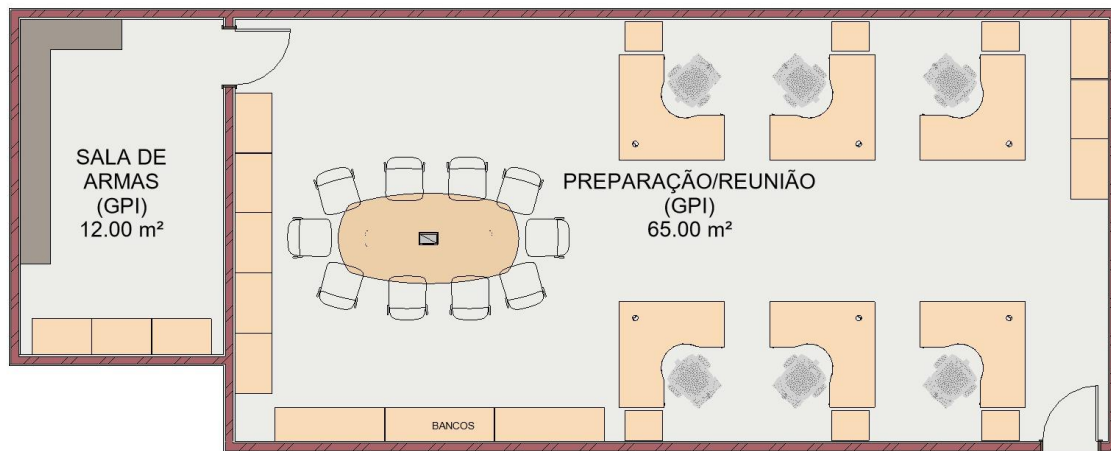 SALA DE
ARMAS
(GPI)
12.00 m²
PREPARAÇÃO/REUNIÃO
(GPI)
65.00 m²
BANCOS